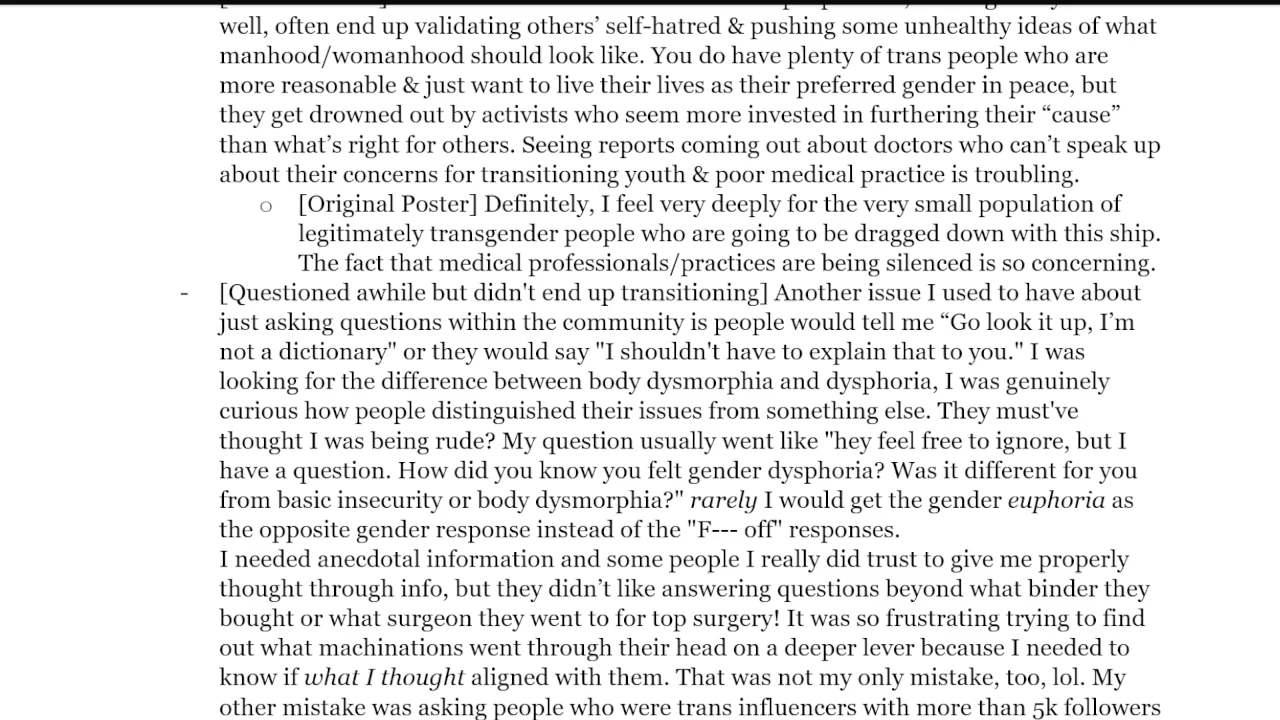 well, often end up validating others’ self-hatred & pushing some unhealthy ideas of what
manhood/womanhood should look like. You do have plenty of trans people who are
more reasonable & just want to live their lives as their preferred gender in peace, but
they get drowned out by activists who seem more invested in furthering their “cause”
than what’s right for others. Seeing reports coming out about doctors who can’t speak up
about their concerns for transitioning youth & poor medical practice is troubling.
○ [Original Poster] Definitely, I feel very deeply for the very small population of
legitimately transgender people who are going to be dragged down with this ship.
The fact that medical professionals/practices are being silenced is so concerning.
- [Questioned awhile but didn't end up transitioning] Another issue I used to have about
just asking questions within the community is people would tell me “Go look it up, I’m
not a dictionary" or they would say "I shouldn't have to explain that to you." I was
looking for the difference between body dysmorphia and dysphoria, I was genuinely
curious how people distinguished their issues from something else. They must've
thought I was being rude? My question usually went like "hey feel free to ignore, but I
have a question. How did you know you felt gender dysphoria? Was it different for you
from basic insecurity or body dysmorphia?" rarely I would get the gender euphoria as
the opposite gender response instead of the "F--- off" responses.
I needed anecdotal information and some people I really did trust to give me properly
thought through info, but they didn’t like answering questions beyond what binder they
bought or what surgeon they went to for top surgery! It was so frustrating trying to find
out what machinations went through their head on a deeper lever because I needed to
know if what I thought aligned with them. That was not my only mistake, too, lol. My
other mistake was asking people who were trans influencers with more than 5k followers